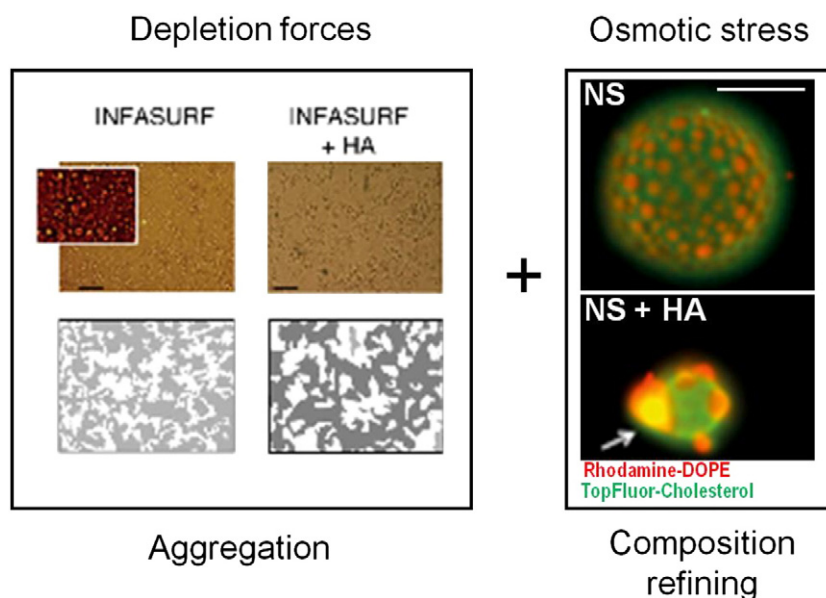 Depletion forces
Osmotic stress
INFASURF
INFASURF
+ HA
+
NS
NS + HA
Rhodamine-DOPE
TopFluor-Cholesterol
Aggregation
Composition
refining